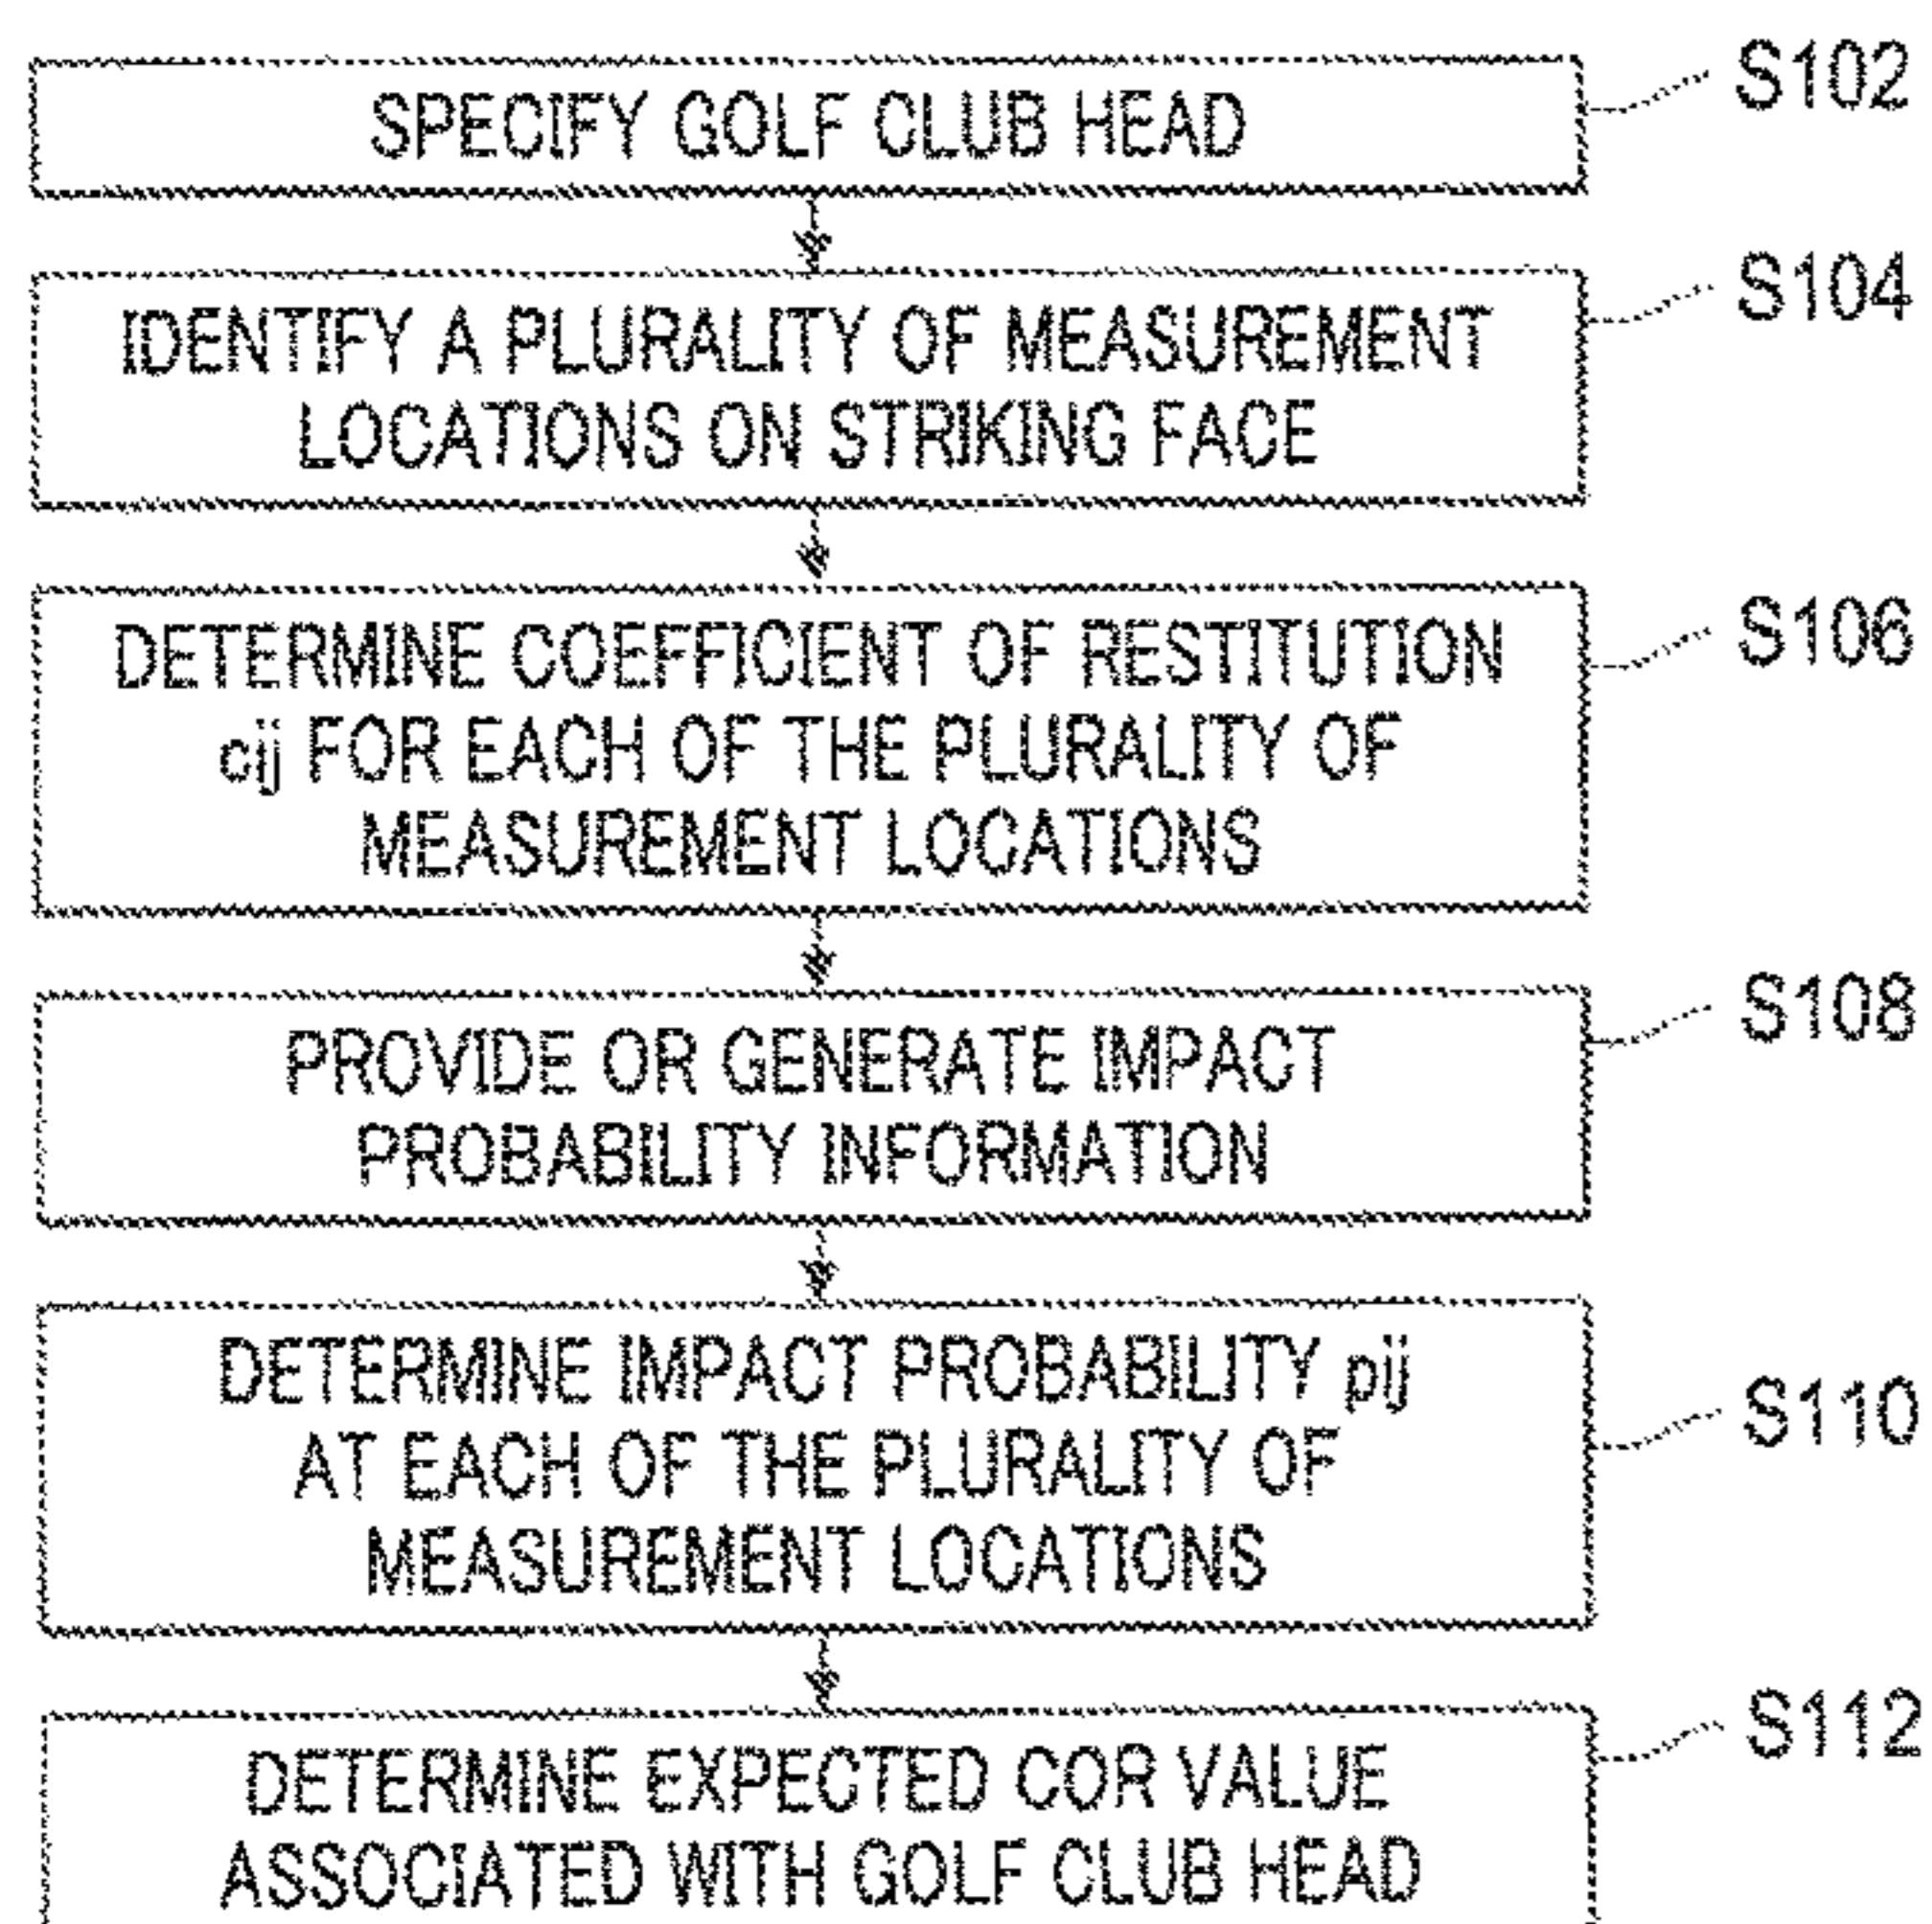 SPECIFY GOLF CLUB HEAD
S102
IDENTIFY A PLURALITY OF MEASUREMENT
LOCATIONS ON STRIKING FACE
S104
DETERMINE COEFFICIENT OF RESTITUTION
cij FOR EACH OF THE PLURALITY OF
MEASUREMENT LOCATIONS
S106
PROVIDE OR GENERATE IMPACT
PROBABILITY INFORMATION
S108
DETERMINE IMPACT PROBABILITY pij
AT EACH OF THE PLURALITY OF
MEASUREMENT LOCATIONS
S110
DETERMINE EXPECTED COR VALUE
ASSOCIATED WITH GOLF CLUB HEAD
S112